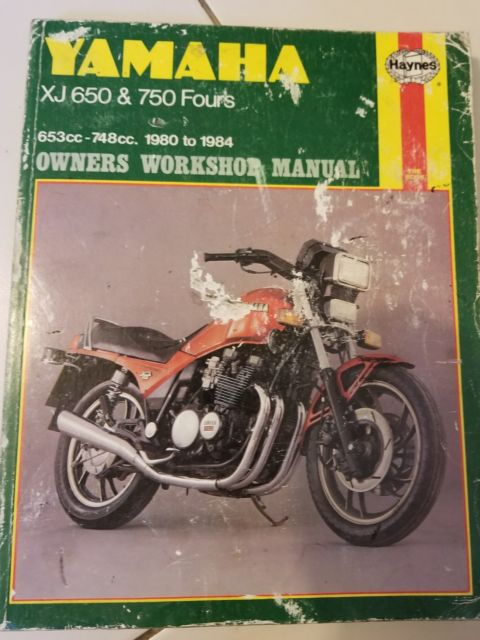 YAMAHA
Haynes
XJ 650 & 750 Fours
653cc-748cc. 1980 to 1984
OWNERS WORKSHOP MANUAL